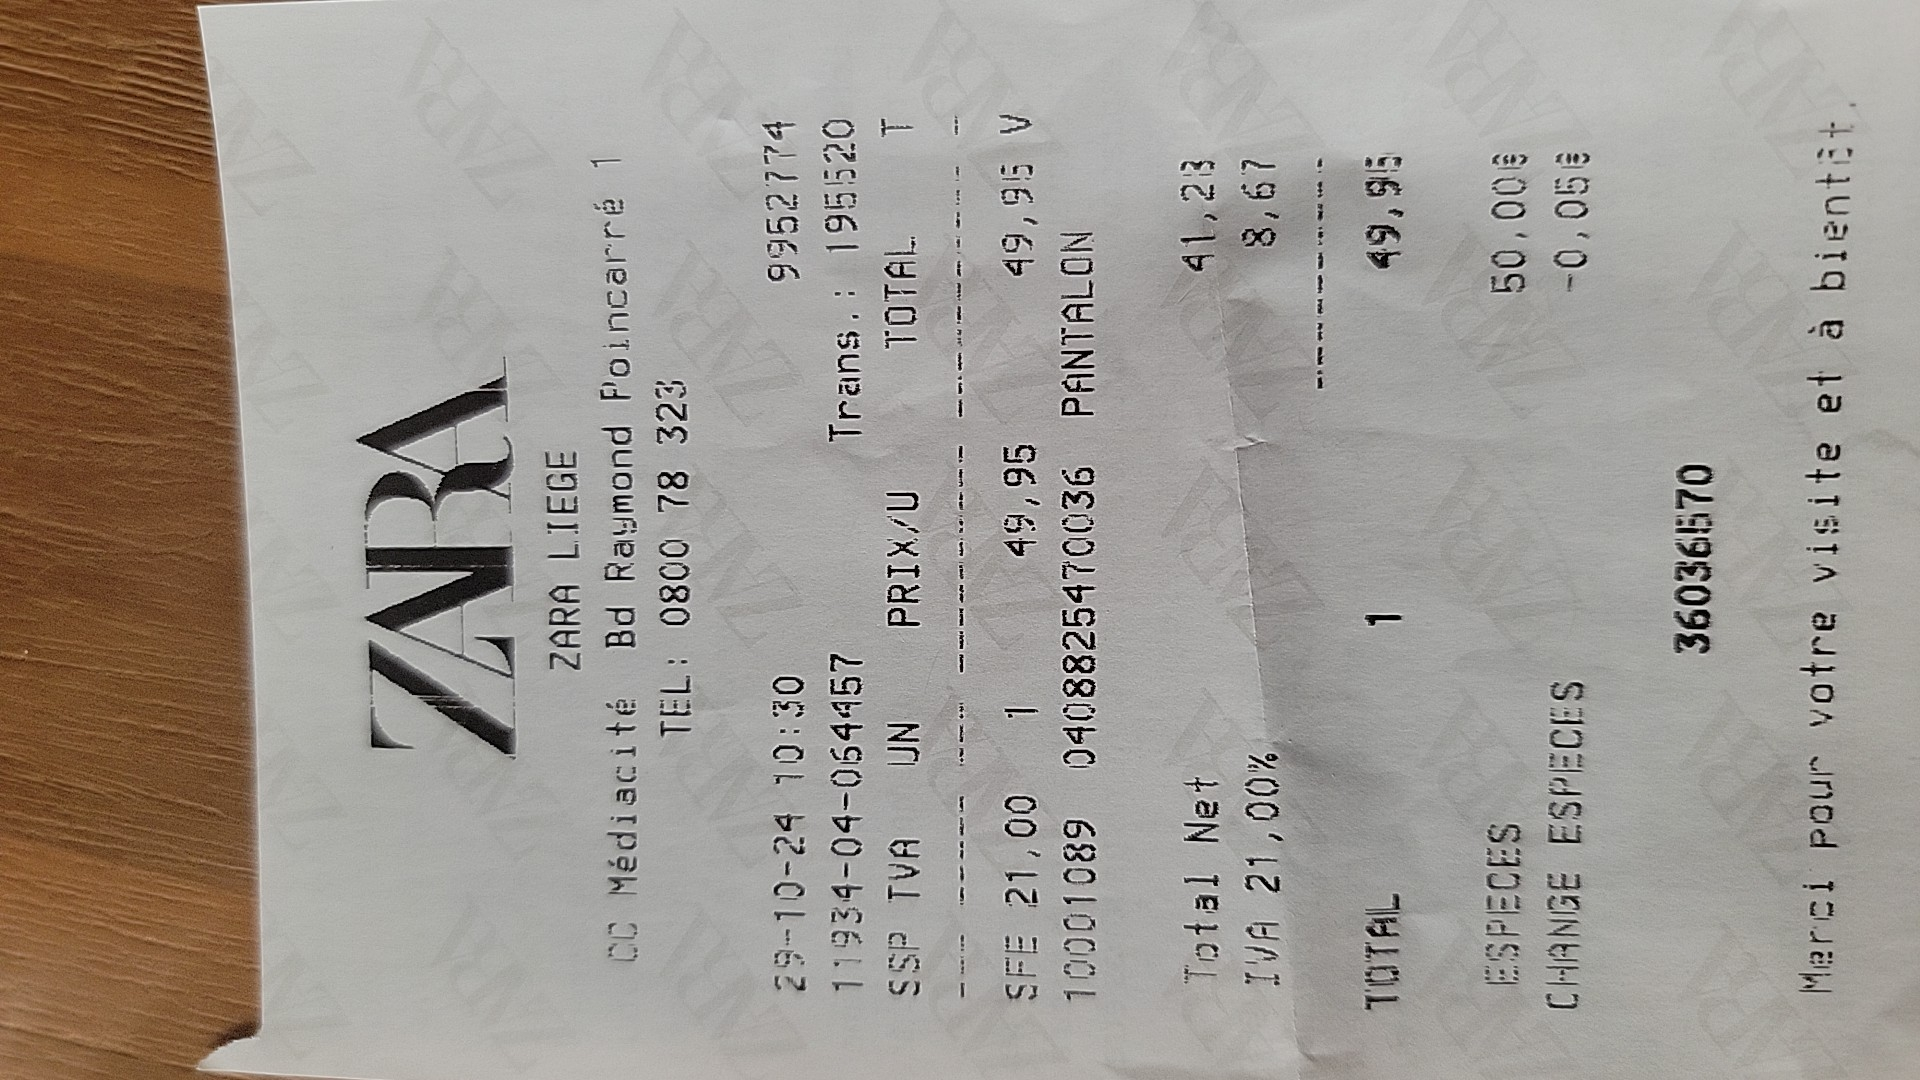 ZARA
ZARA LIEGE
CC Médiacité Bd Raymond Poincarré 1
TEL: 0800 78 323
29-10-24 10:30 9952774
11934-04-054457 Trans.: 195520
SSP TVA UN PRIX/U TOTAL T
SFE 21,00 1 49,95 49,95 V
10001089 04088254700036 PANTALON
Total Net 41,28
IVA 21,00% 8,67
TOTAL 1 49,95
ESPECES 50,00€
CHANGE ESPECES -0,05€
36036570
Merci pour votre visite et à bientôt.